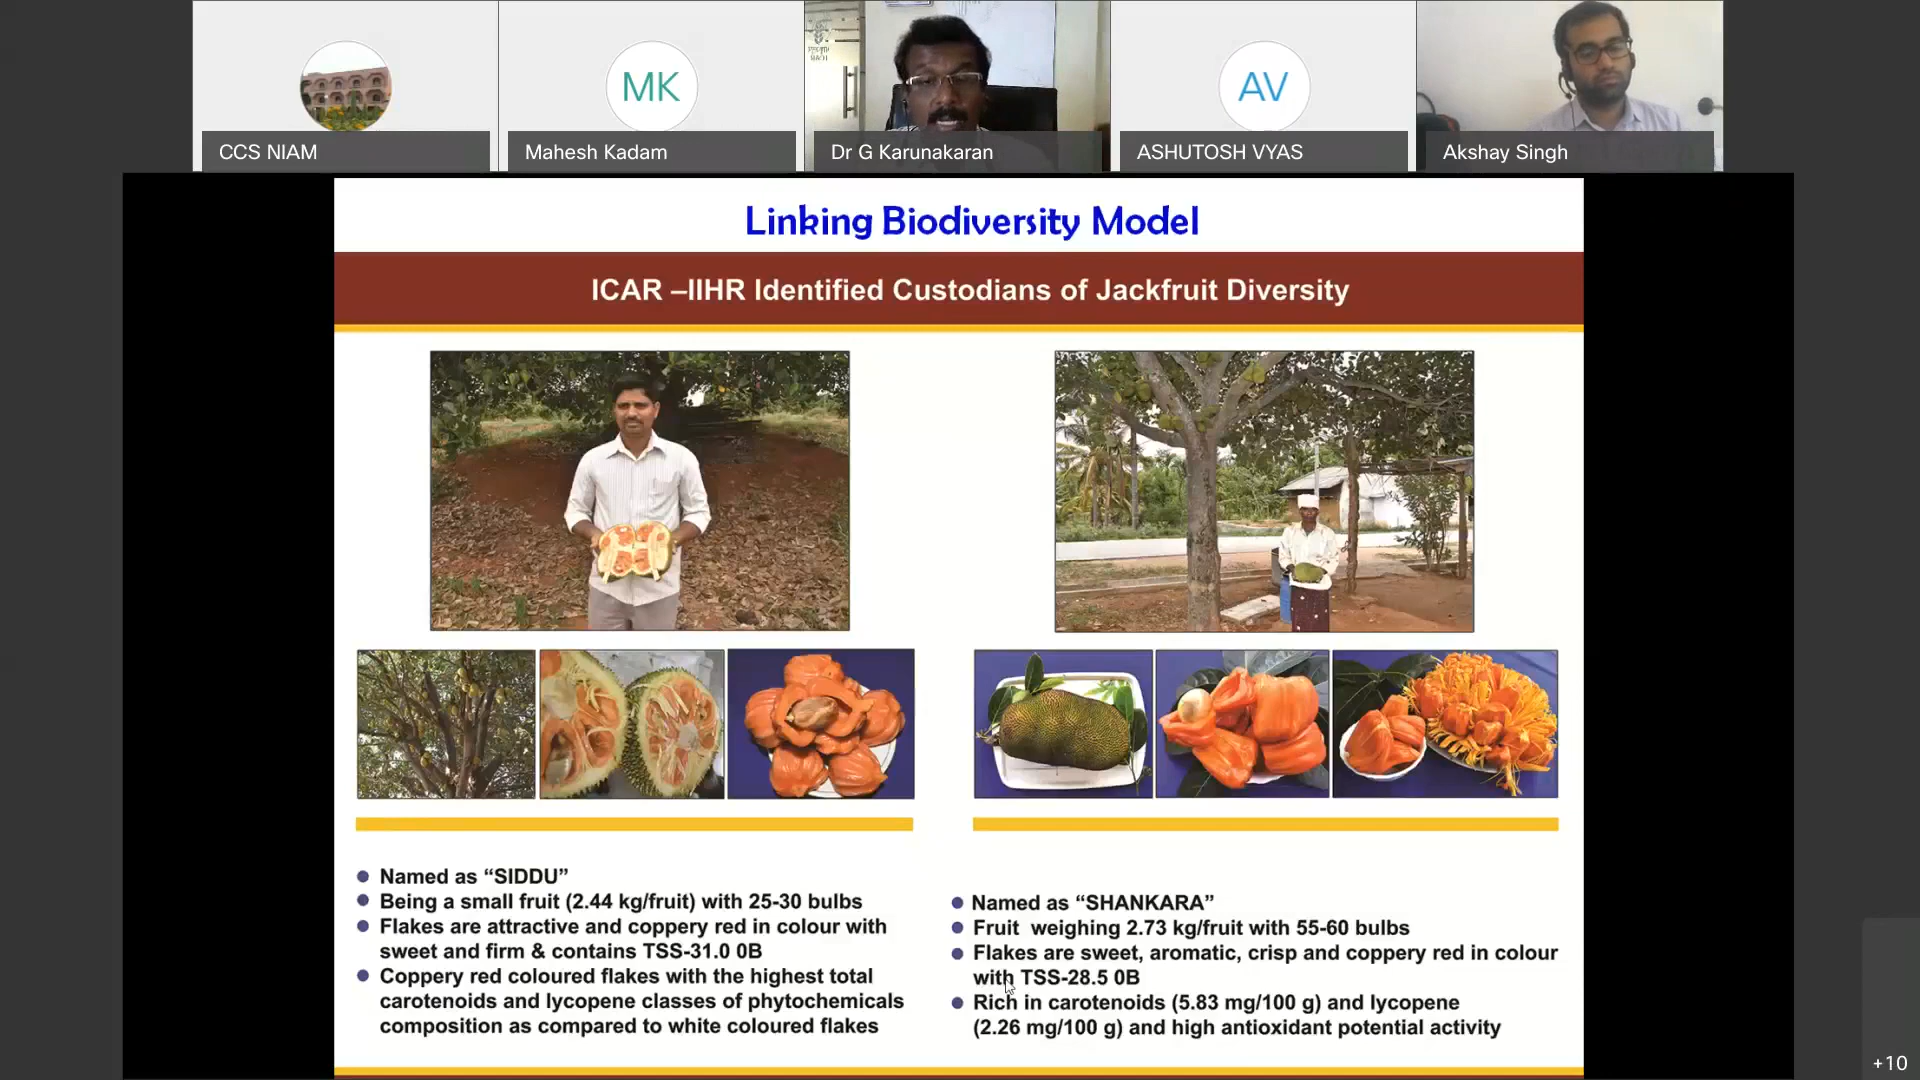 CCS NIAM
MK
Mahesh Kadam
Dr G Karunakaran
AV
ASHUTOSH VYAS
Akshay Singh
Linking Biodiversity Model
ICAR –IIHR Identified Custodians of Jackfruit Diversity
Named as “SIDDU”
Being a small fruit (2.44 kg/fruit) with 25-30 bulbs
Flakes are attractive and coppery red in colour with
sweet and firm & contains TSS-31.0 0B
Coppery red coloured flakes with the highest total
carotenoids and lycopene classes of phytochemicals
composition as compared to white coloured flakes
Named as “SHANKARA”
Fruit weighing 2.73 kg/fruit with 55-60 bulbs
Flakes are sweet, aromatic, crisp and coppery red in colour
with TSS-28.5 0B
Rich in carotenoids (5.83 mg/100 g) and lycopene
(2.26 mg/100 g) and high antioxidant potential activity
+10